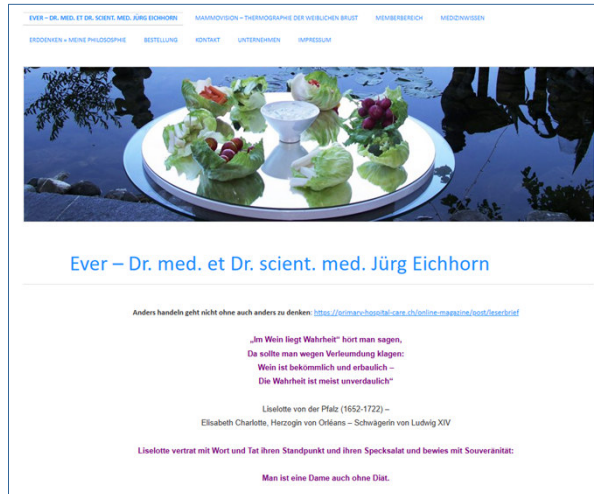 EVER – DR. MED. ET DR. SCIENT. MED. JÜRG EICHHORN
MAMMOVISION – THERMOGRAPHIE DER WEIBLICHEN BRUST
MEMBERBEREICH
MEDIZINWISSEN
ERDDENKEN = MEINE PHILOSOSPHIE
BESTELLUNG
KONTAKT
UNTERNEHMEN
IMPRESSUM
Ever – Dr. med. et Dr. scient. med. Jürg Eichhorn
Anders handeln geht nicht ohne auch anders zu denken: https://primary-hospital-care.ch/online-magazine/post/leserbrief
„Im Wein liegt Wahrheit“ hört man sagen,
Da sollte man wegen Verleumdung klagen:
Wein ist bekömmlich und erbaulich –
Die Wahrheit ist meist unverdaulich“
Liselotte von der Pfalz (1652-1722) –
Elisabeth Charlotte, Herzogin von Orléans – Schwägerin von Ludwig XIV
Liselotte vertrat mit Wort und Tat ihren Standpunkt und ihren Specksalat und bewies mit Souveränität:
Man ist eine Dame auch ohne Diät.